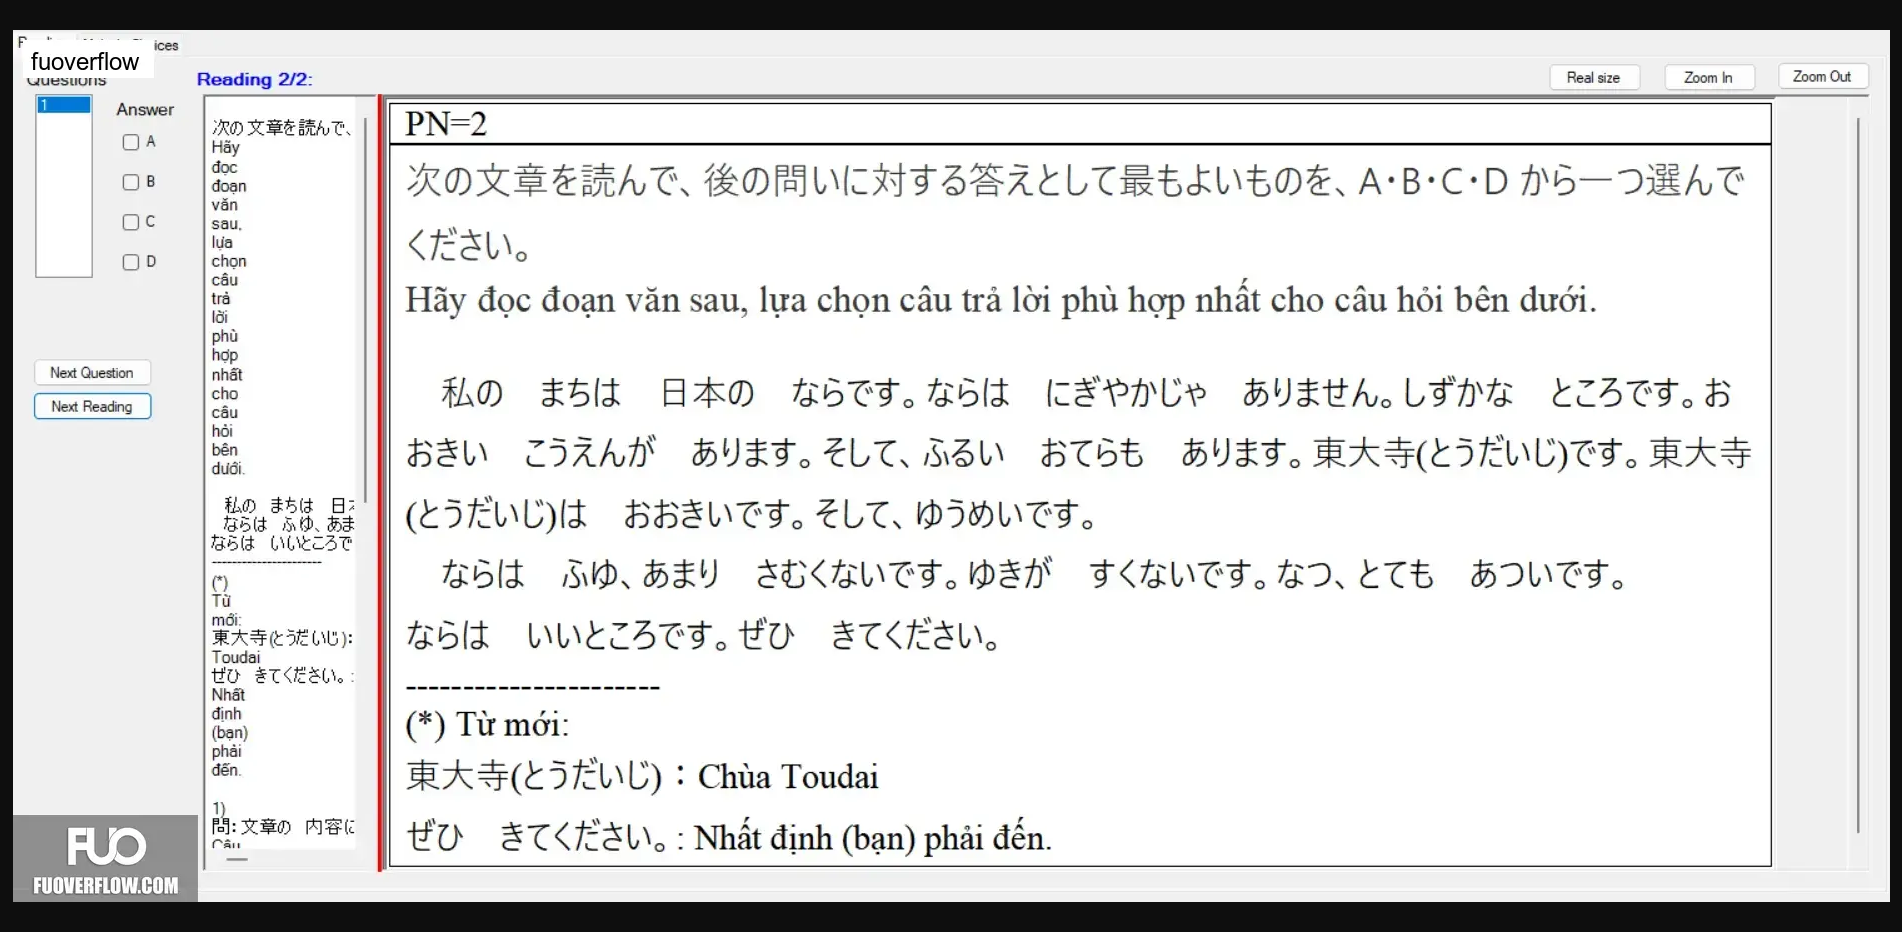 ices
fuoverflow
Questions
Reading 2/2:
Real size
Zoom In
Zoom Out
1
Answer
A
B
C
D
Next Question
Next Reading
次の文章を読んで、
Hãy
đọc
đoạn
văn
sau,
lựa
chọn
câu
trả
lời
phù
hợp
nhất
cho
câu
hỏi
bên
dưới.
私の　まちは　日本
ならは　ふゆ、あま
ならは　いいところで
----------------------
(*)
Từ
mới:
東大寺(とうだいじ):
Toudai
ぜひ　きてください。:
Nhất
định
(bạn)
phải
đến.
1)
問:文章の　内容に
Câu
PN=2
次の文章を読んで、後の問いに対する答えとして最もよいものを、A・B・C・D から一つ選んで
ください。
Hãy đọc đoạn văn sau, lựa chọn câu trả lời phù hợp nhất cho câu hỏi bên dưới.
私の　まちは　日本の　ならです。ならは　にぎやかじゃ　ありません。しずかな　ところです。お
おきい　こうえんが　あります。そして、ふるい　おてらも　あります。東大寺(とうだいじ)です。東大寺
(とうだいじ)は　おおきいです。そして、ゆうめいです。
ならは　ふゆ、あまり　さむくないです。ゆきが　すくないです。なつ、とても　あついです。
ならは　いいところです。ぜひ　きてください。
----------------------
(*) Từ mới:
東大寺(とうだいじ)：Chùa Toudai
ぜひ　きてください。: Nhất định (bạn) phải đến.
FUO
FUOVERFLOW.COM